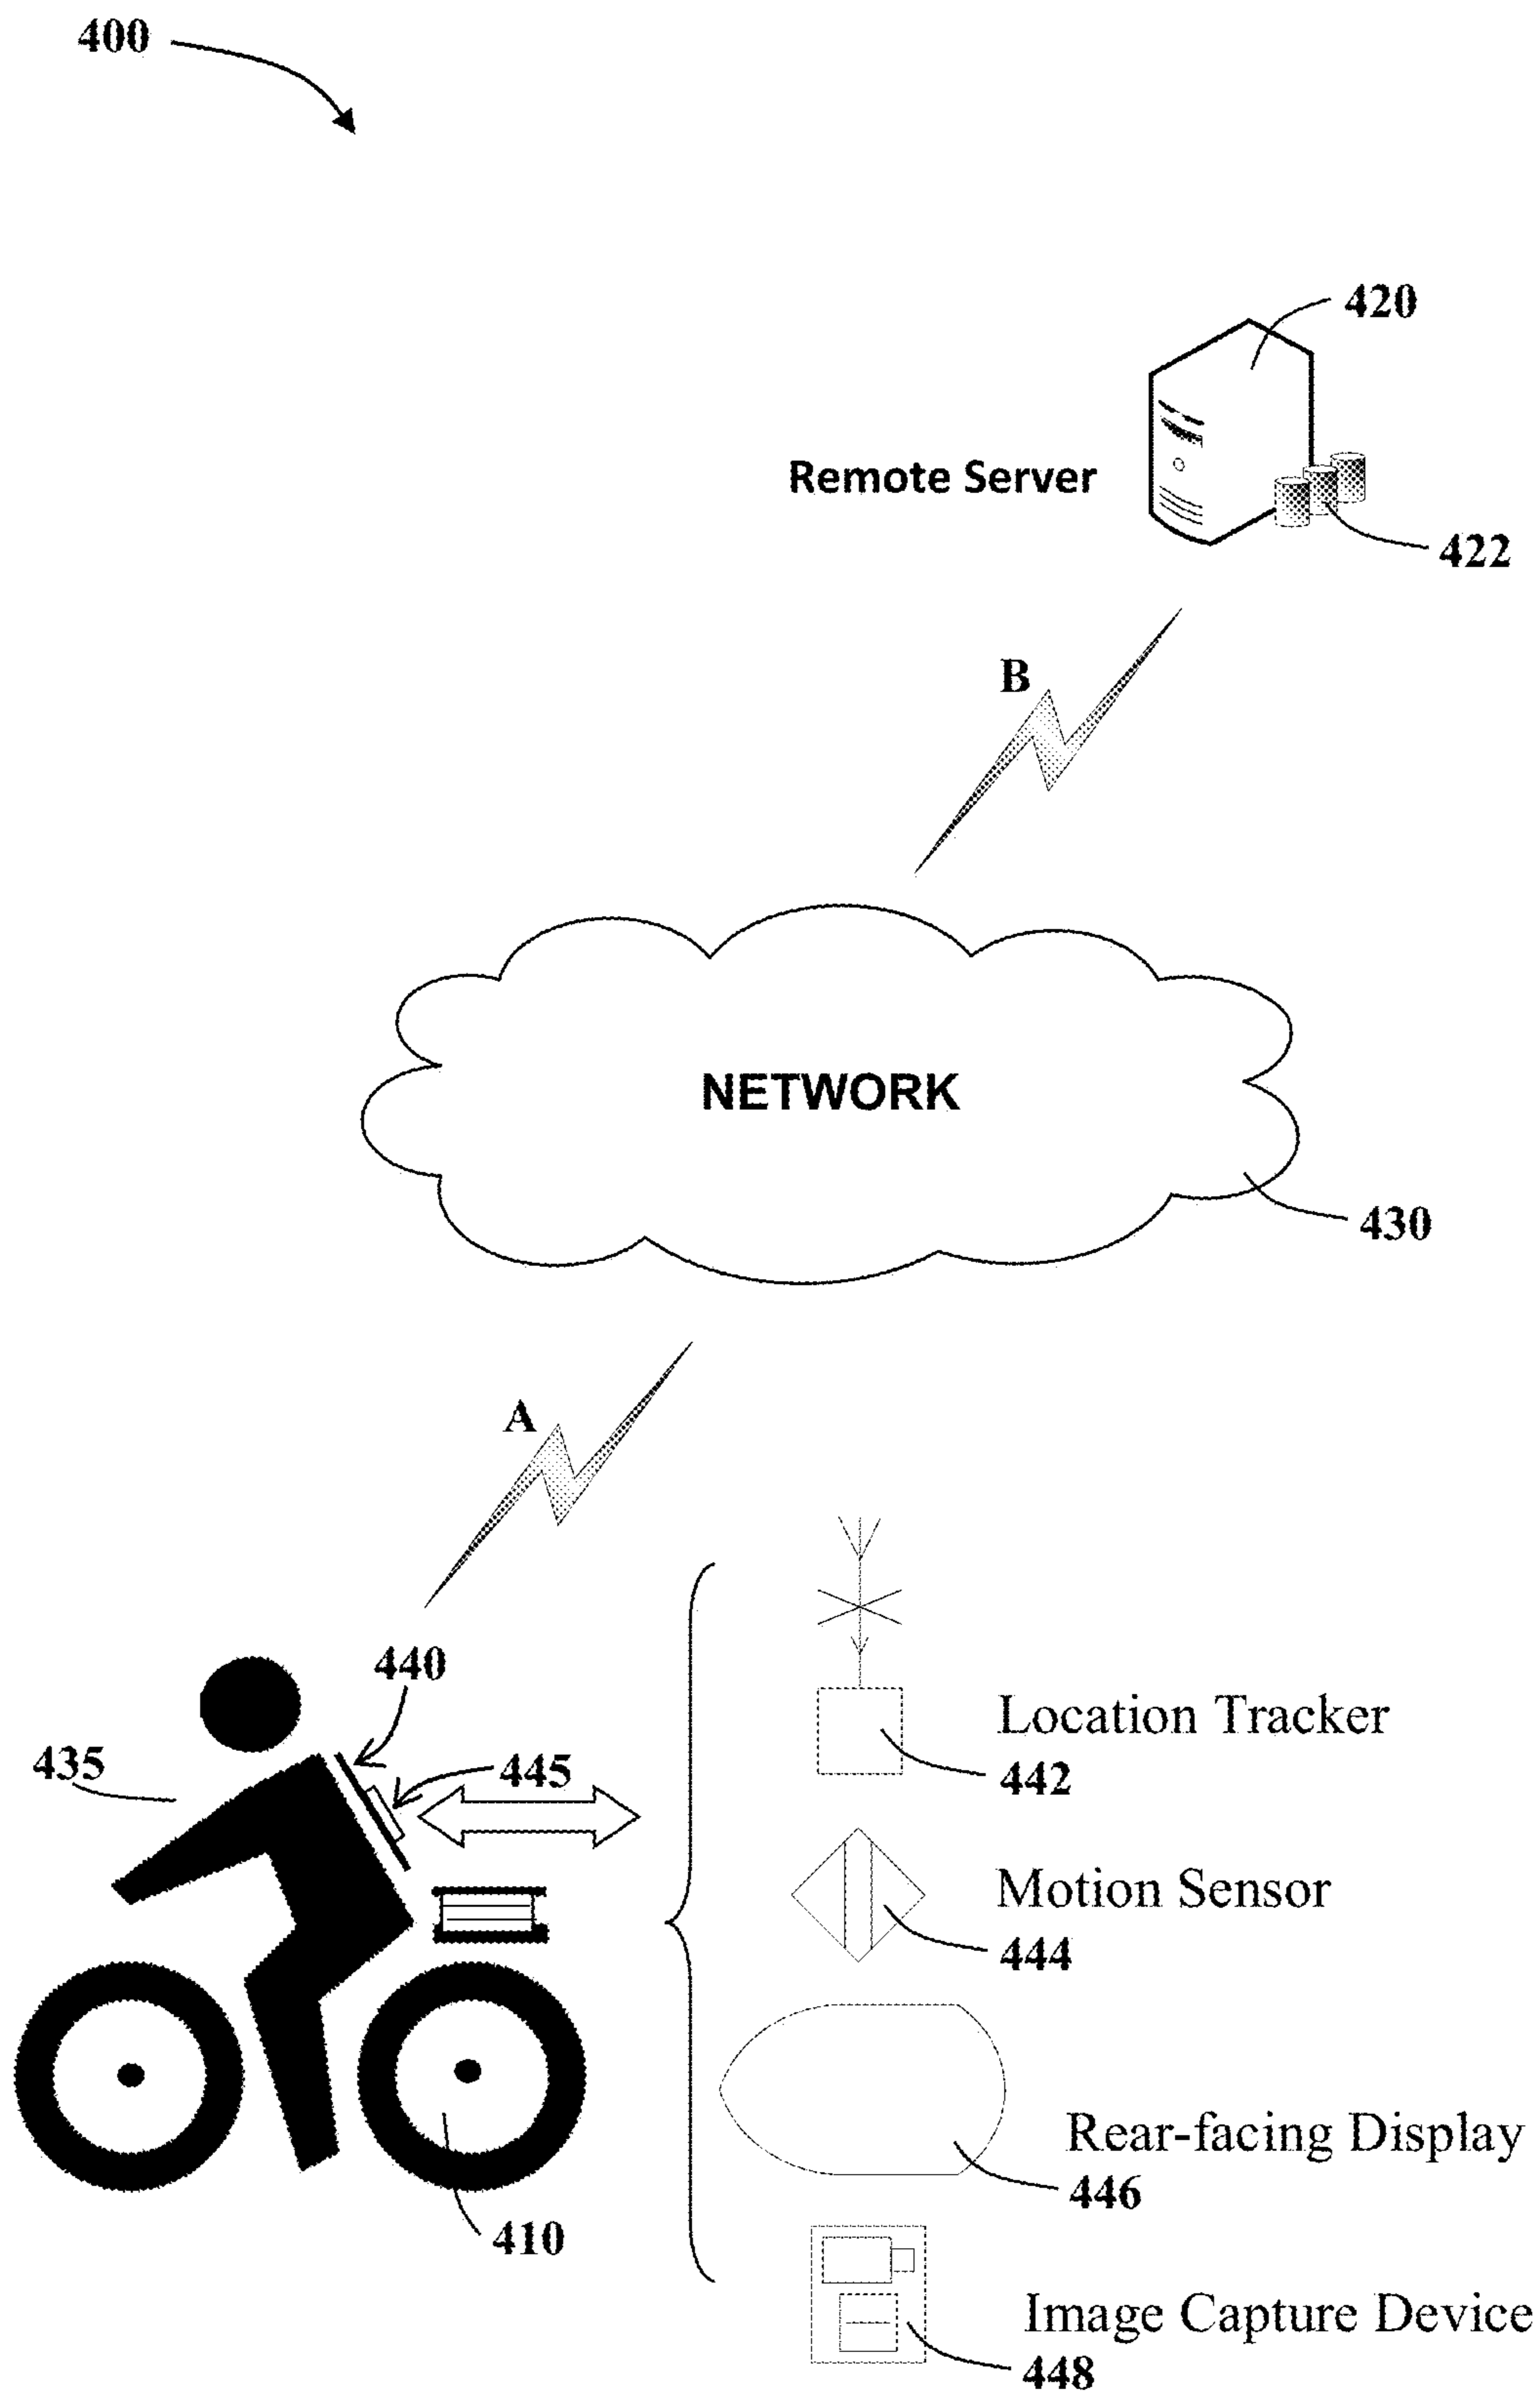 400
420
Remote Server
422
B
NETWORK
430
A
440
435
445
Location Tracker
442
Motion Sensor
444
Rear-facing Display
446
410
Image Capture Device
448